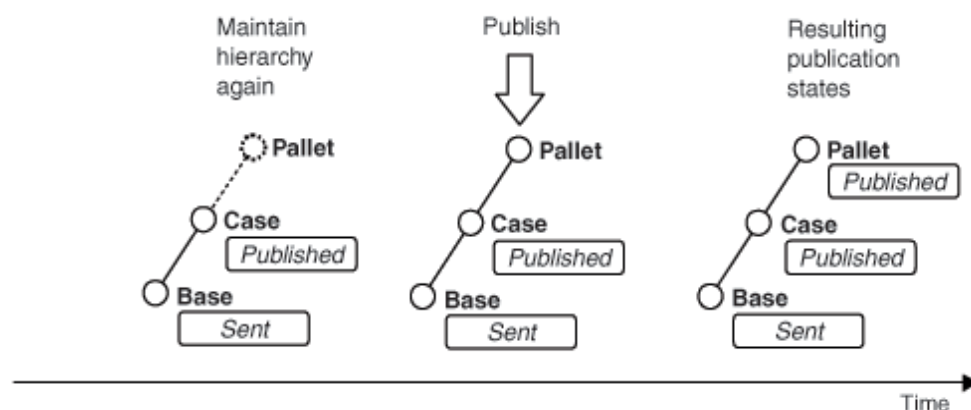 Maintain
hierarchy
again
Pallet
Case
Published
Base
Sent
Publish
Pallet
Case
Published
Base
Sent
Resulting
publication
states
Pallet
Published
Case
Published
Base
Sent
Time